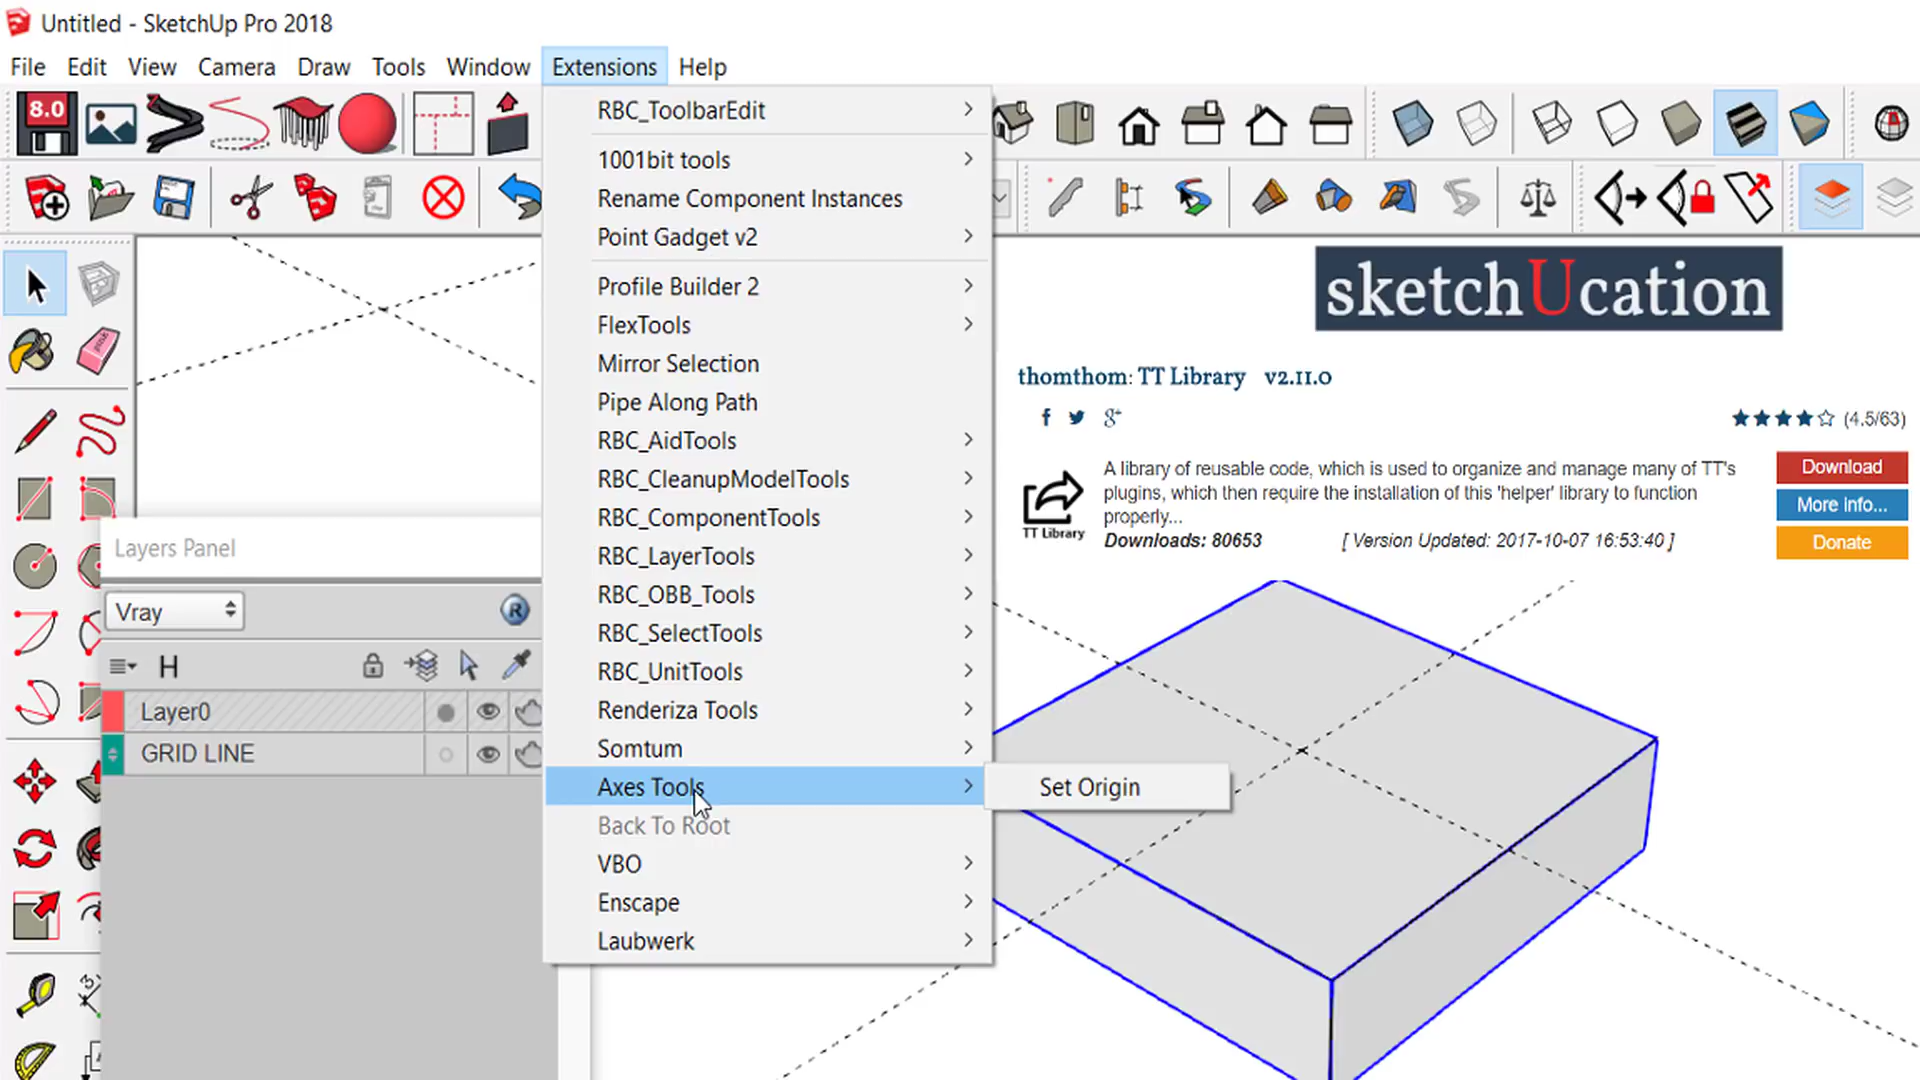 Untitled - SketchUp Pro 2018
File Edit View Camera Draw Tools Window Extensions Help
8.0
RBC_ToolbarEdit
1001bit tools
Rename Component Instances
Point Gadget v2
Profile Builder 2
FlexTools
Mirror Selection
Pipe Along Path
RBC_AidTools
RBC_CleanupModelTools
RBC_ComponentTools
RBC_LayerTools
RBC_OBB_Tools
RBC_SelectTools
RBC_UnitTools
Renderiza Tools
Somtum
Axes Tools
Set Origin
Back To Root
VBO
Enscape
Laubwerk
Layers Panel
Vray
R
H
Layer0
GRID LINE
sketchUcation
thomthom: TT Library v2.11.0
f g+
(4.5/63)
A library of reusable code, which is used to organize and manage many of TT's
plugins, which then require the installation of this 'helper' library to function
properly...
TT Library
Downloads: 80653 [ Version Updated: 2017-10-07 16:53:40 ]
Download
More info...
Donate